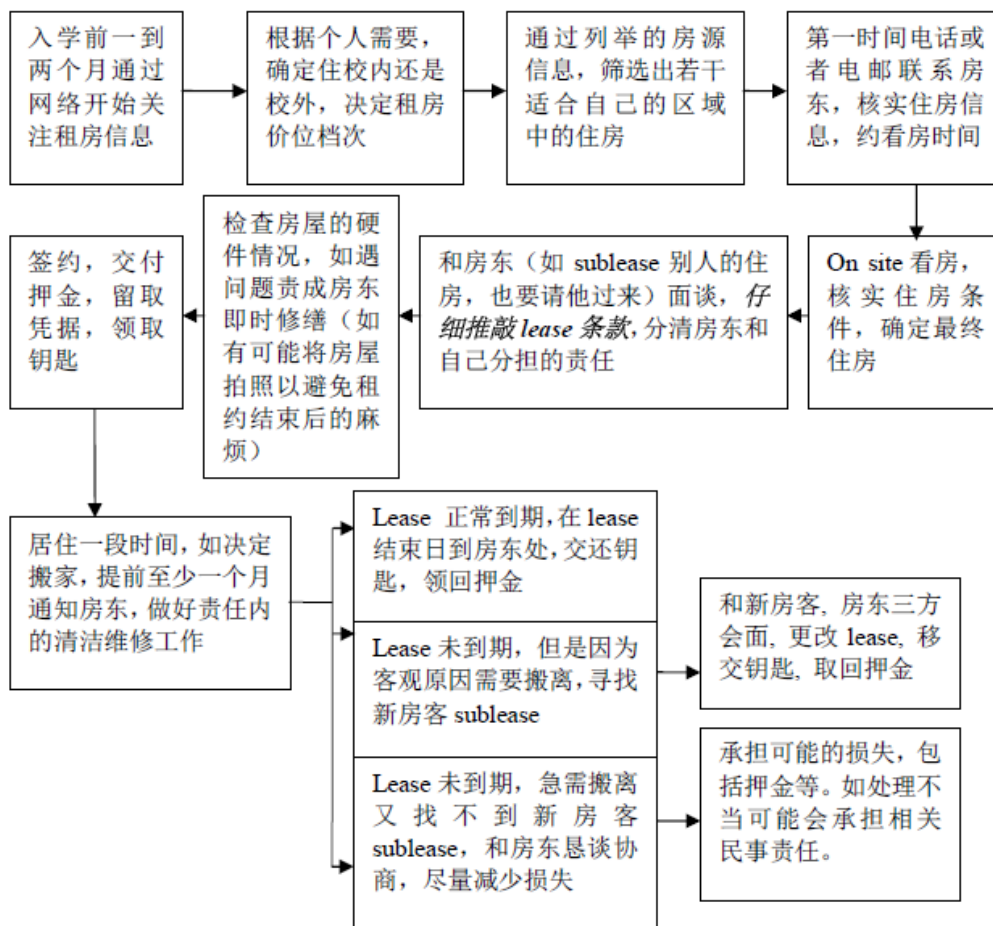 入学前一到
两个月通过
网络开始关
注租房信息
根据个人需要，
确定住校内还是
校外，决定租房
价位档次
通过列举的房源
信息，筛选出若干
适合自己的区域
中的住房
第一时间电话或
者电邮联系房
东，核实住房信
息，约看房时间
On site 看房，
核实住房条
件，确定最终
住房
和房东（如 sublease 别人的住
房，也要请他过来）面谈，仔
细推敲 lease 条款，分清房东和
自己分担的责任
检查房屋的硬
件情况，如遇
问题责成房东
即时修缮（如
有可能将房屋
拍照以避免租
约结束后的麻
烦）
签约，交付
押金，留取
凭据，领取
钥匙
居住一段时间，如决定
搬家，提前至少一个月
通知房东，做好责任内
的清洁维修工作
Lease 正常到期，在 lease
结束日到房东处，交还钥
匙，领回押金
Lease 未到期，但是因为
客观原因需要搬离，寻找
新房客 sublease
和新房客, 房东三方
会面, 更改 lease, 移
交钥匙, 取回押金
Lease 未到期，急需搬离
又找不到新房客
sublease，和房东恳谈协
商，尽量减少损失
承担可能的损失，包
括押金等。如处理不
当可能会承担相关
民事责任。